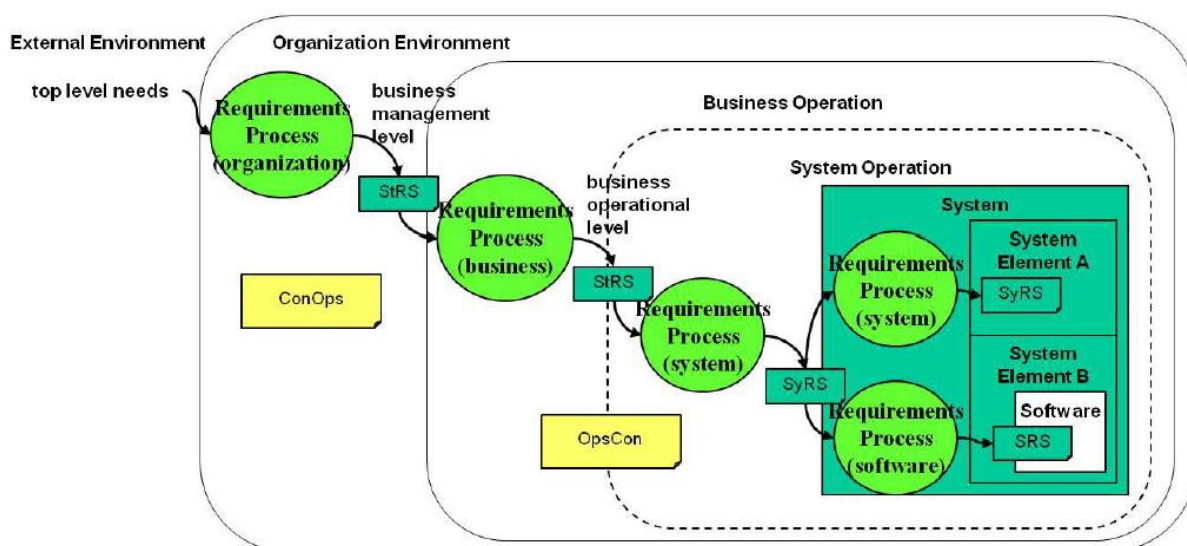 External Environment
Organization Environment
top level needs
Requirements
Process
(organization)
business
management
level
StRS
Business Operation
Requirements
Process
(business)
business
operational
level
StRS
System Operation
Requirements
Process
(system)
SyRS
System
Requirements
Process
(system)
System
Element A
SyRS
Requirements
Process
(software)
System
Element B
Software
SRS
ConOps
OpsCon